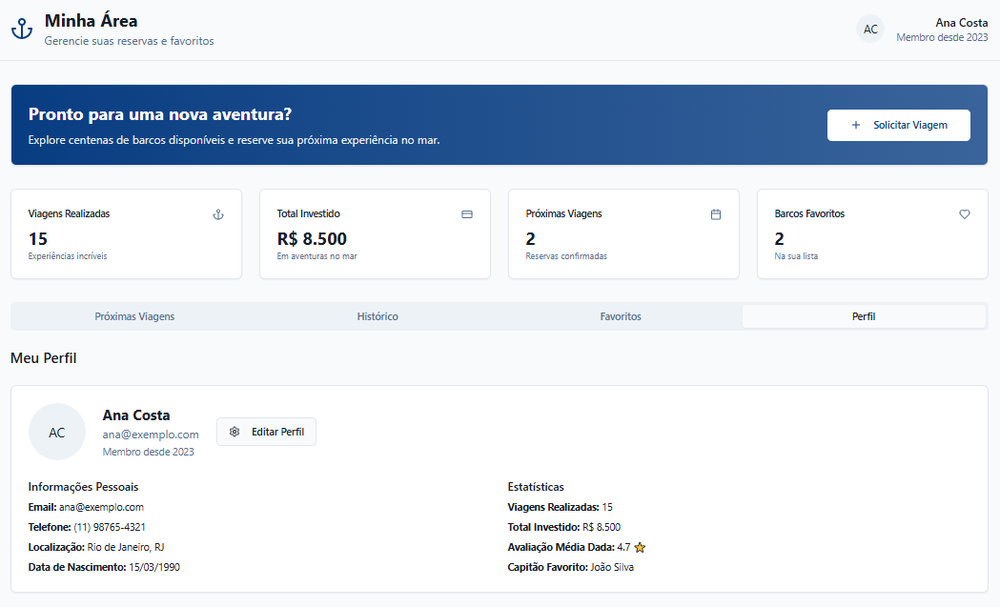 Minha Área
Gerencie suas reservas e favoritos
AC
Ana Costa
Membro desde 2023
Pronto para uma nova aventura?
Explore centenas de barcos disponíveis e reserve sua próxima experiência no mar.
+ Solicitar Viagem
Viagens Realizadas
15
Experiências incríveis
Total Investido
R$ 8.500
Em aventuras no mar
Próximas Viagens
2
Reservas confirmadas
Barcos Favoritos
2
Na sua lista
Próximas Viagens
Histórico
Favoritos
Perfil
Meu Perfil
AC
Ana Costa
ana@exemplo.com
Membro desde 2023
Editar Perfil
Informações Pessoais
Email: ana@exemplo.com
Telefone: (11) 98765-4321
Localização: Rio de Janeiro, RJ
Data de Nascimento: 15/03/1990
Estatísticas
Viagens Realizadas: 15
Total Investido: R$ 8.500
Avaliação Média Dada: 4.7 ⭐
Capitão Favorito: João Silva